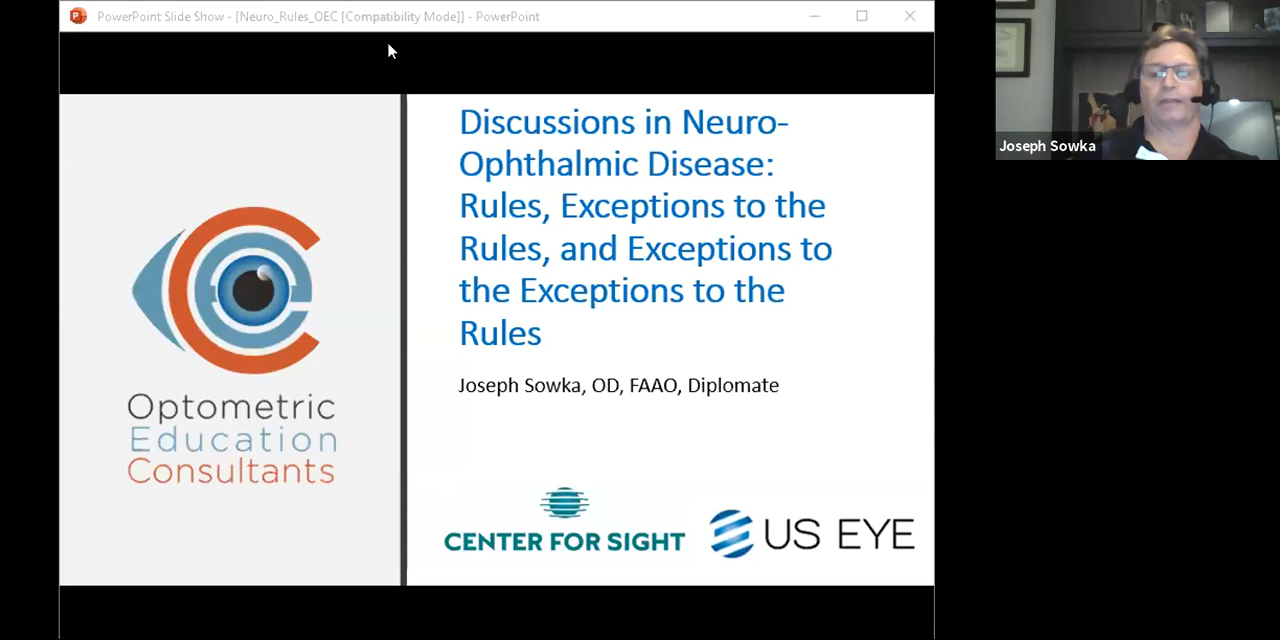 PowerPoint Slide Show - [Neuro_Rules_OEC [Compatibility Mode]] - PowerPoint
Discussions in Neuro-
Ophthalmic Disease:
Rules, Exceptions to the
Rules, and Exceptions to
the Exceptions to the
Rules
Joseph Sowka, OD, FAAO, Diplomate
Optometric
Education
Consultants
CENTER FOR SIGHT
US EYE
Joseph Sowka